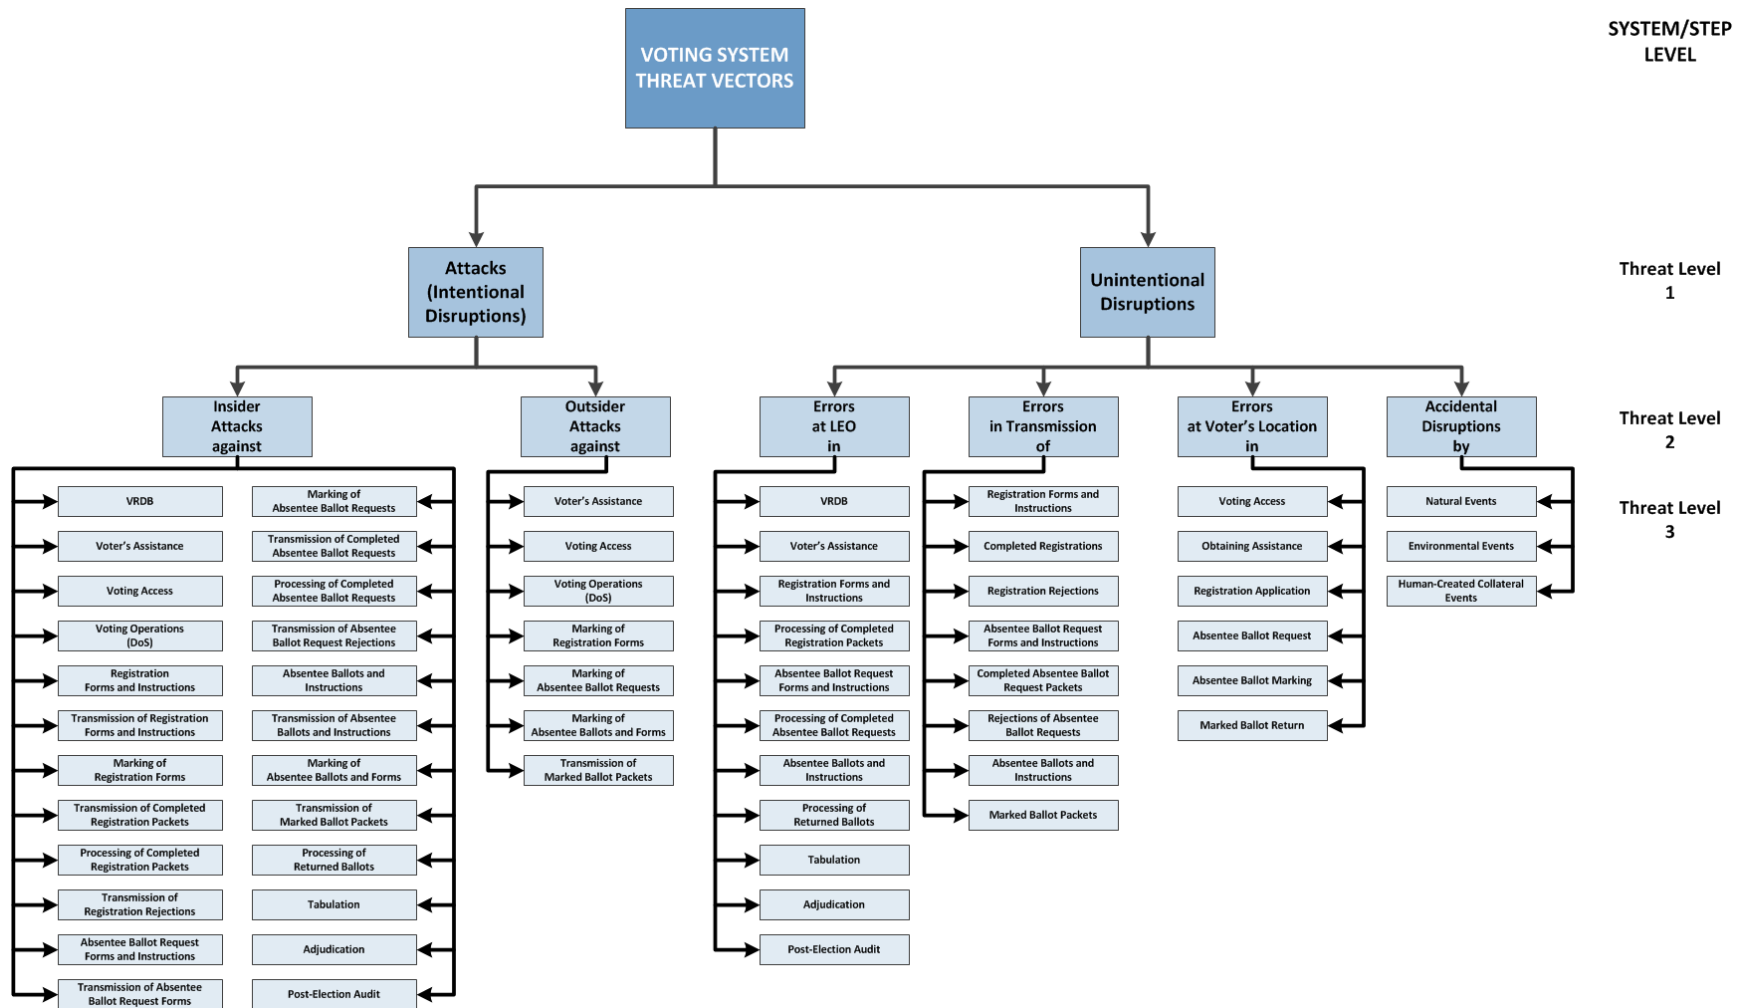 VOTING SYSTEM
THREAT VECTORS
SYSTEM/STEP
LEVEL
Attacks
(Intentional
Disruptions)
Unintentional
Disruptions
Threat Level
1
Insider
Attacks
against
Outsider
Attacks
against
Errors
at LEO
in
Errors
in Transmission
of
Errors
at Voter's Location
in
Accidental
Disruptions
by
Threat Level
2
VRDB
Voter's Assistance
Voting Access
Voting Operations
(DoS)
Registration
Forms and Instructions
Transmission of Registration
Forms and Instructions
Marking of
Registration Forms
Transmission of Completed
Registration Packets
Processing of Completed
Registration Packets
Transmission of
Registration Rejections
Absentee Ballot Request
Forms and Instructions
Transmission of Absentee
Ballot Request Forms
Marking of
Absentee Ballot Requests
Transmission of Completed
Absentee Ballot Requests
Processing of Completed
Absentee Ballot Requests
Transmission of Absentee
Ballot Request Rejections
Absentee Ballots and
Instructions
Transmission of Absentee
Ballots and Instructions
Marking of
Absentee Ballots and Forms
Transmission of
Marked Ballot Packets
Processing of
Returned Ballots
Tabulation
Adjudication
Post-Election Audit
Voter's Assistance
Voting Access
Voting Operations
(DoS)
Marking of
Registration Forms
Marking of
Absentee Ballot Requests
Marking of
Absentee Ballots and Forms
Transmission of
Marked Ballot Packets
VRDB
Voter's Assistance
Registration Forms and
Instructions
Processing of Completed
Registration Packets
Absentee Ballot Request
Forms and Instructions
Processing of Completed
Absentee Ballot Requests
Absentee Ballots and
Instructions
Processing of
Returned Ballots
Tabulation
Adjudication
Post-Election Audit
Registration Forms and
Instructions
Completed Registrations
Registration Rejections
Absentee Ballot Request
Forms and Instructions
Completed Absentee Ballot
Request Packets
Rejections of Absentee
Ballot Requests
Absentee Ballots and
Instructions
Marked Ballot Packets
Voting Access
Obtaining Assistance
Registration Application
Absentee Ballot Request
Absentee Ballot Marking
Marked Ballot Return
Natural Events
Environmental Events
Human-Created Collateral
Events
Threat Level
3